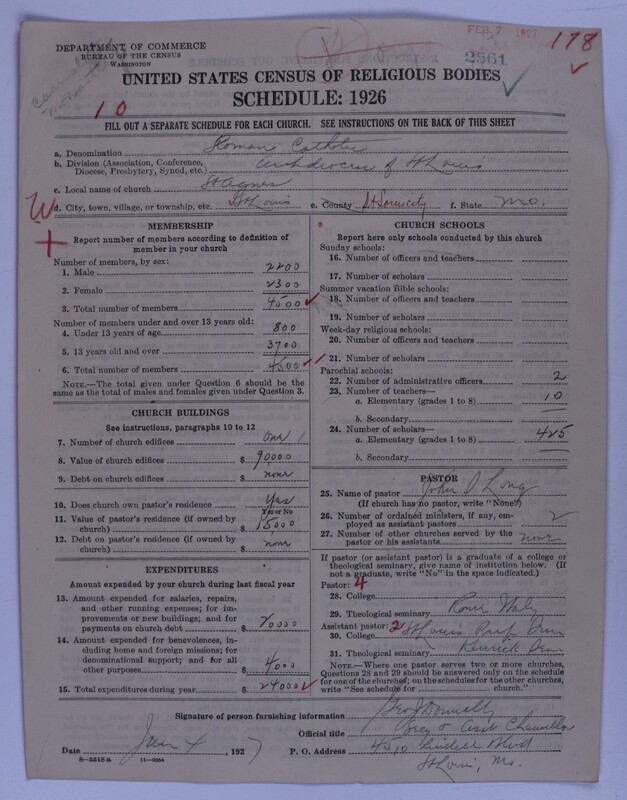 DEPARTMENT OF COMMERCE
BUREAU OF THE CENSUS
WASHINGTON
FEB 7 1927
2561
178
UNITED STATES CENSUS OF RELIGIOUS BODIES
SCHEDULE: 1926
10
FILL OUT A SEPARATE SCHEDULE FOR EACH CHURCH. SEE INSTRUCTIONS ON THE BACK OF THIS SHEET
a. Denomination Roman Catholic
b. Division (Association, Conference, Diocese, Presbytery, Synod, etc.) Archdiocese of St Louis
c. Local name of church St Agnes
W d. City, town, village, or township, etc. St Louis e. County St Louis city f. State Mo.
MEMBERSHIP
Report number of members according to definition of
member in your church
Number of members, by sex:
1. Male 2200
2. Female 2300
3. Total number of members 4500
Number of members under and over 13 years old:
4. Under 13 years of age 800
5. 13 years old and over 3700
6. Total number of members 4500
NOTE.—The total given under Question 6 should be the
same as the total of males and females given under Question 3.
CHURCH BUILDINGS
See instructions, paragraphs 10 to 12
7. Number of church edifices One 1
8. Value of church edifices $ 90000
9. Debt on church edifices $ none
10. Does church own pastor's residence Yes
Yes or No
11. Value of pastor's residence (if owned by
church) $ 15000
12. Debt on pastor's residence (if owned by
church) $ none
EXPENDITURES
Amount expended by your church during last fiscal year
13. Amount expended for salaries, repairs,
and other running expenses; for im-
provements or new buildings; and for
payments on church debt $ 20000
14. Amount expended for benevolences, in-
cluding home and foreign missions; for
denominational support; and for all
other purposes $ 4000
15. Total expenditures during year $ 24000
CHURCH SCHOOLS
Report here only schools conducted by this church
Sunday schools:
16. Number of officers and teachers
17. Number of scholars
Summer vacation Bible schools:
18. Number of officers and teachers
19. Number of scholars
Week-day religious schools:
20. Number of officers and teachers
21. Number of scholars
Parochial schools:
22. Number of administrative officers 2
23. Number of teachers—
a. Elementary (grades 1 to 8) 10
b. Secondary
24. Number of scholars—
a. Elementary (grades 1 to 8) 425
b. Secondary
PASTOR
25. Name of pastor John D Long
(If church has no pastor, write "None")
26. Number of ordained ministers, if any, em-
ployed as assistant pastors 2
27. Number of other churches served by the
pastor or his assistants none
If pastor (or assistant pastor) is a graduate of a college or
theological seminary, give name of institution below. (If
not a graduate, write "No" in the space indicated.)
Pastor: 4
28. College
29. Theological seminary Rome Italy
Assistant pastor: 2
30. College St Louis Prep Sem
31. Theological seminary Kenrick Sem
NOTE.—Where one pastor serves two or more churches,
Questions 28 and 29 should be answered only on the schedule
for one of the churches; on the schedules for the other churches,
write "See schedule for church."
Signature of person furnishing information Geo J Donnelly
Official title Secy & Asst Chancellor
Date Jan 4, 1927 P. O. Address 4510 Lindell Blvd
St Louis, Mo.
8—5518a 11—9364